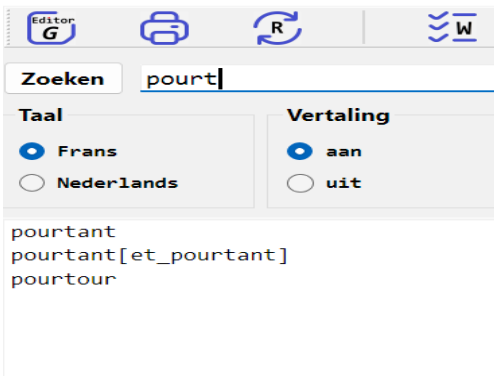 Editor
G R W
Zoeken pourt
Taal Vertaling
Frans aan
Nederlands uit
pourtant
pourtant[et_pourtant]
pourtour